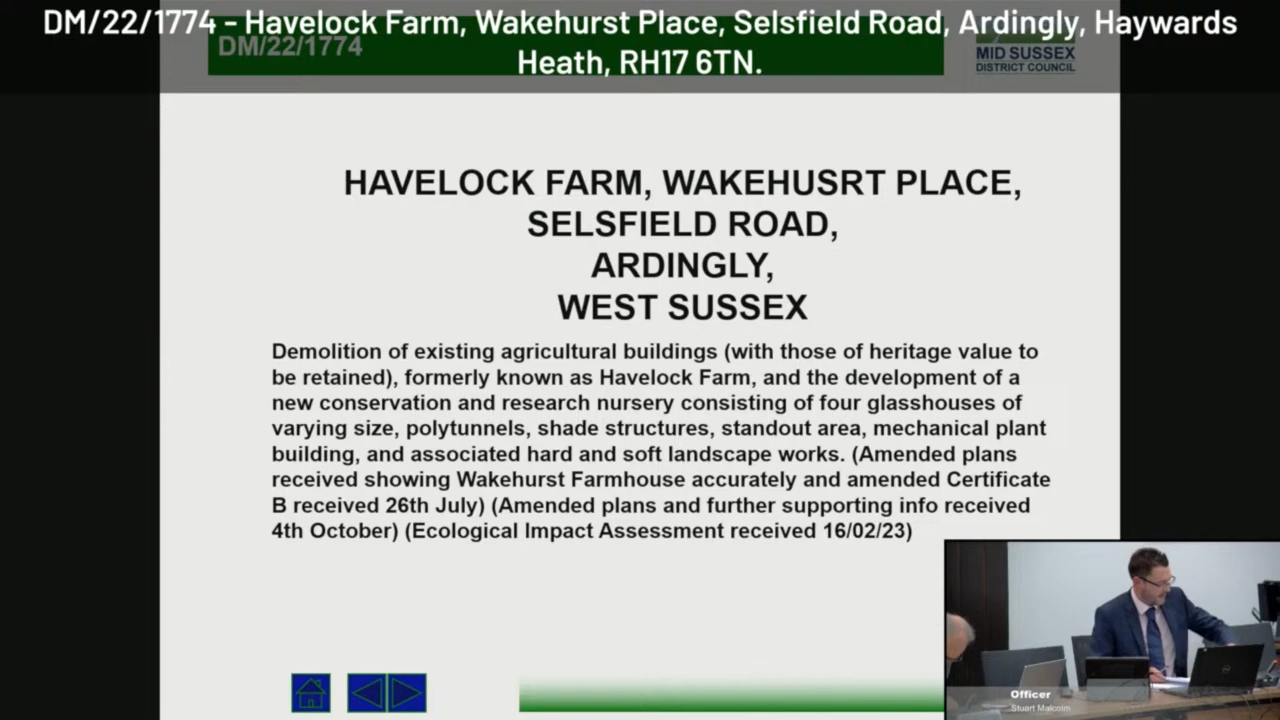 DM/22/1774 - Havelock Farm, Wakehurst Place, Selsfield Road, Ardingly, Haywards
Heath, RH17 6TN.
DM/22/1774
MID SUSSEX
DISTRICT COUNCIL
HAVELOCK FARM, WAKEHUSRT PLACE,
SELSFIELD ROAD,
ARDINGLY,
WEST SUSSEX
Demolition of existing agricultural buildings (with those of heritage value to
be retained), formerly known as Havelock Farm, and the development of a
new conservation and research nursery consisting of four glasshouses of
varying size, polytunnels, shade structures, standout area, mechanical plant
building, and associated hard and soft landscape works. (Amended plans
received showing Wakehurst Farmhouse accurately and amended Certificate
B received 26th July) (Amended plans and further supporting info received
4th October) (Ecological Impact Assessment received 16/02/23)
Officer
Stuart Malcolm